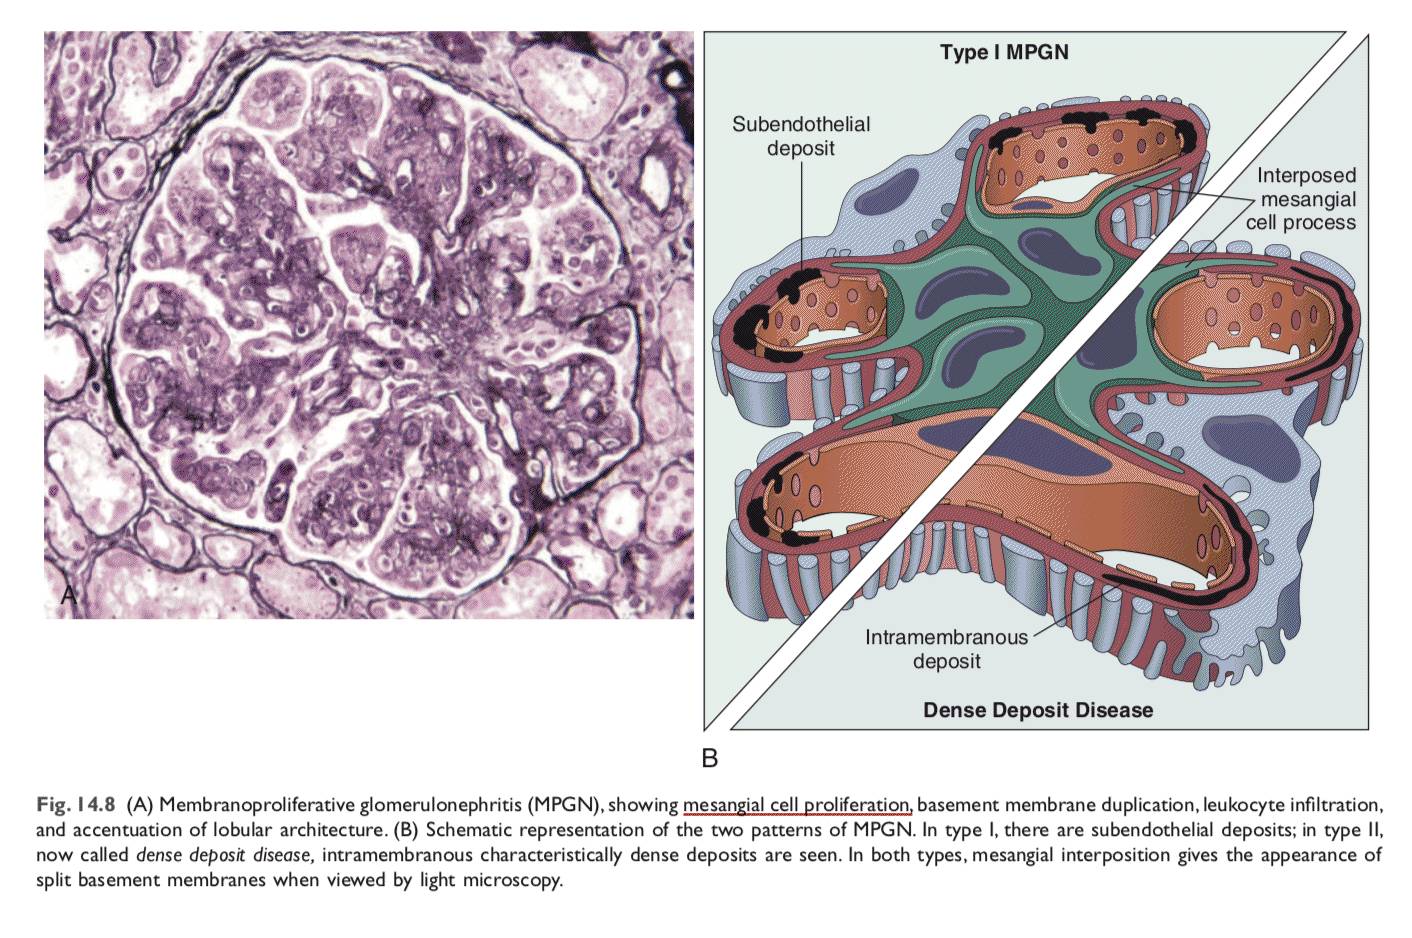 A
Type I MPGN
Subendothelial
deposit
Interposed
mesangial
cell process
Intramembranous
deposit
Dense Deposit Disease
B
Fig. 14.8 (A) Membranoproliferative glomerulonephritis (MPGN), showing mesangial cell proliferation, basement membrane duplication, leukocyte infiltration,
and accentuation of lobular architecture. (B) Schematic representation of the two patterns of MPGN. In type I, there are subendothelial deposits; in type II,
now called dense deposit disease, intramembranous characteristically dense deposits are seen. In both types, mesangial interposition gives the appearance of
split basement membranes when viewed by light microscopy.